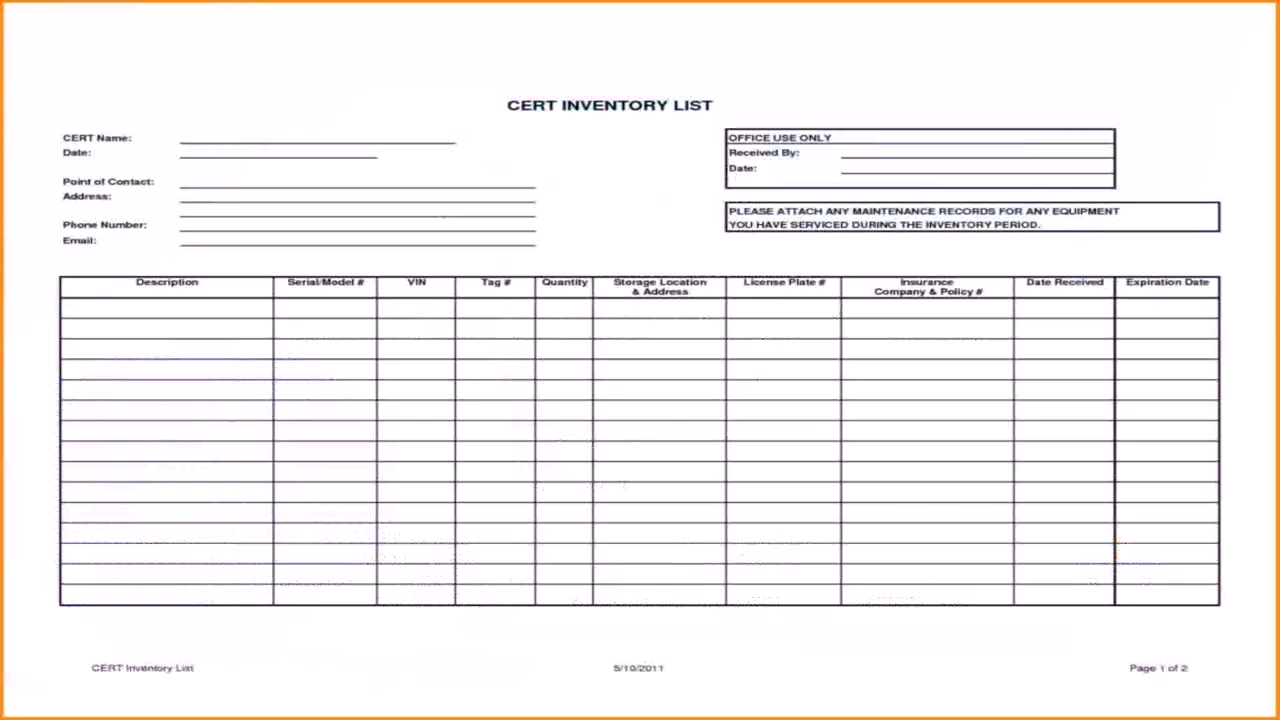 CERT INVENTORY LIST
CERT Name:
Date:
Point of Contact:
Address:
Phone Number:
Email:
OFFICE USE ONLY
Received By:
Date:
PLEASE ATTACH ANY MAINTENANCE RECORDS FOR ANY EQUIPMENT
YOU HAVE SERVICED DURING THE INVENTORY PERIOD.
Description Serial/Model # VIN Tag # Quantity Storage Location & Address License Plate # Insurance Company & Policy # Date Received Expiration Date
CERT Inventory List 5/10/2011 Page 1 of 2